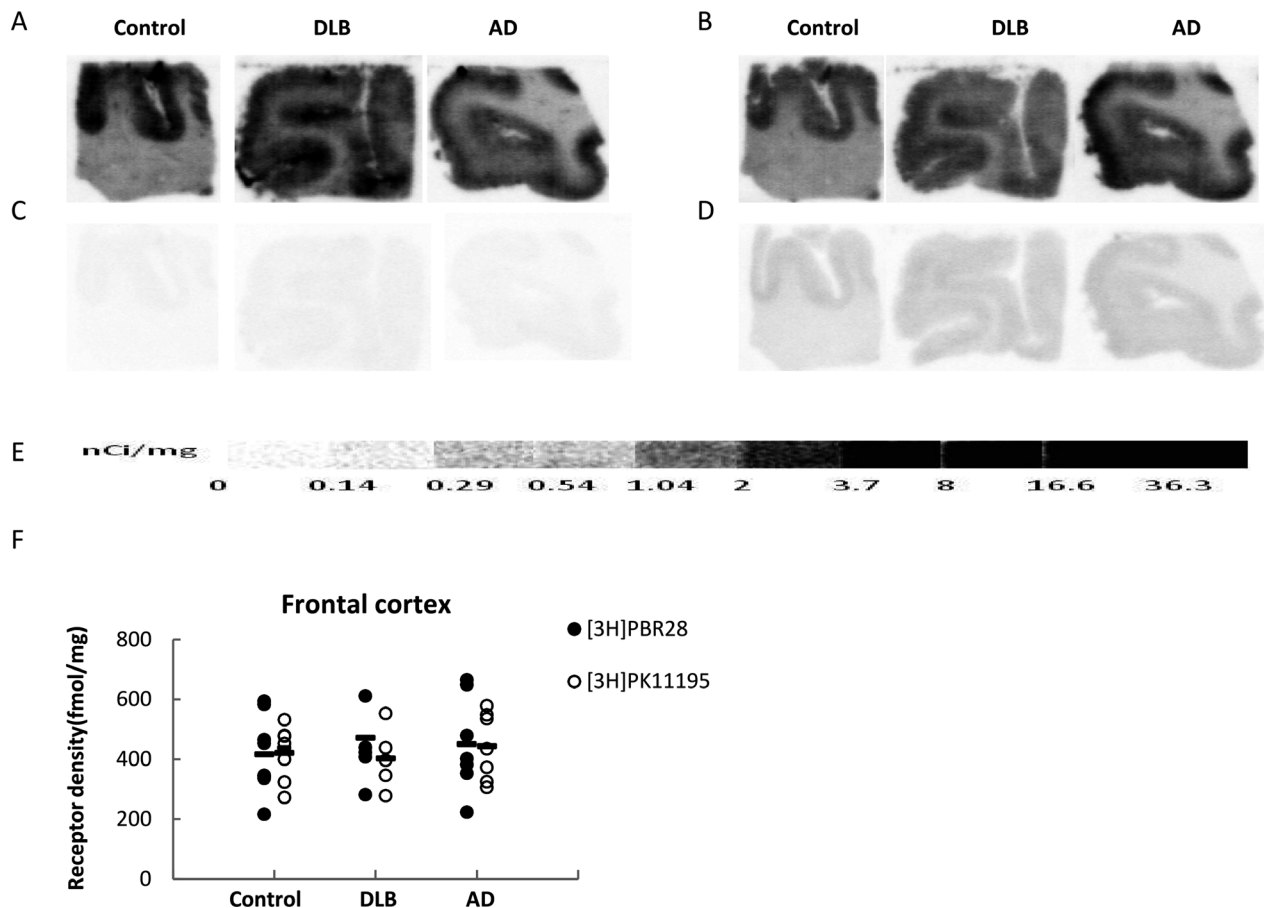 A
B
Control DLB AD
Control DLB AD
C
D
E
nCi/mg
0 0.14 0.29 0.54 1.04 2 3.7 8 16.6 36.3
F
Frontal cortex
[3H]PBR28
[3H]PK11195
Receptor density(fmol/mg)
800
600
400
200
0
Control DLB AD